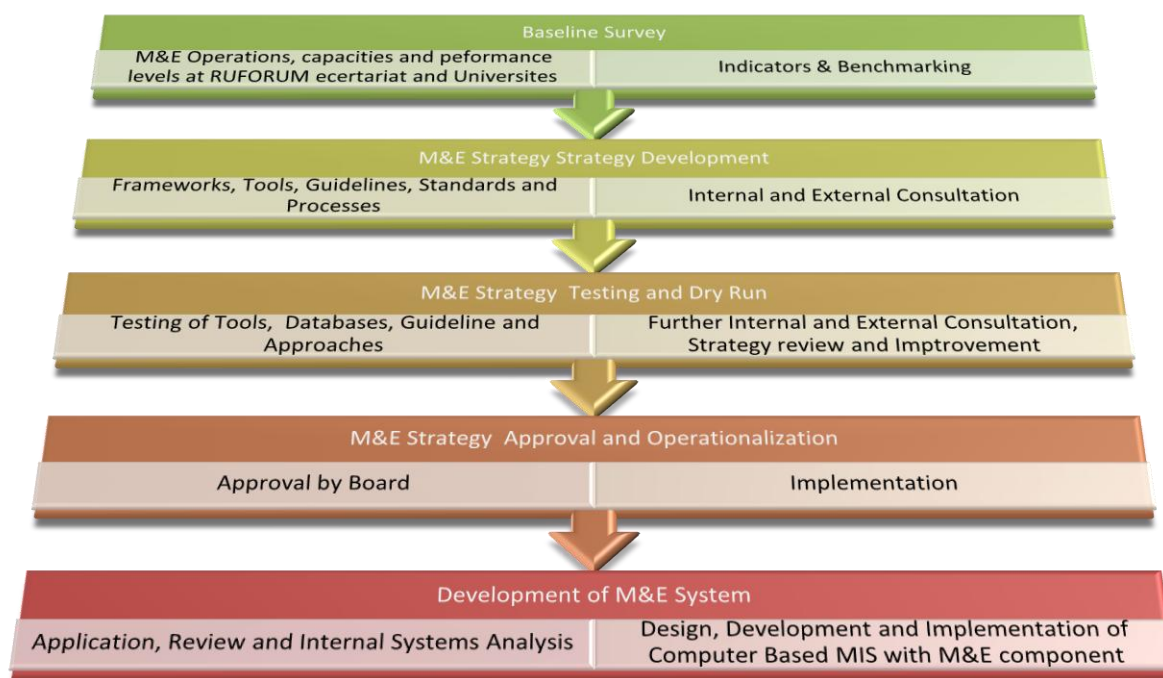 Baseline Survey
M&E Operations, capacities and peformance
levels at RUFORUM ecertariat and Universites
Indicators & Benchmarking
M&E Strategy Strategy Development
Frameworks, Tools, Guidelines, Standards and
Processes
Internal and External Consultation
M&E Strategy Testing and Dry Run
Testing of Tools, Databases, Guideline and
Approaches
Further Internal and External Consultation,
Strategy review and Imptrovement
M&E Strategy Approval and Operationalization
Approval by Board
Implementation
Development of M&E System
Application, Review and Internal Systems Analysis
Design, Development and Implementation of
Computer Based MIS with M&E component